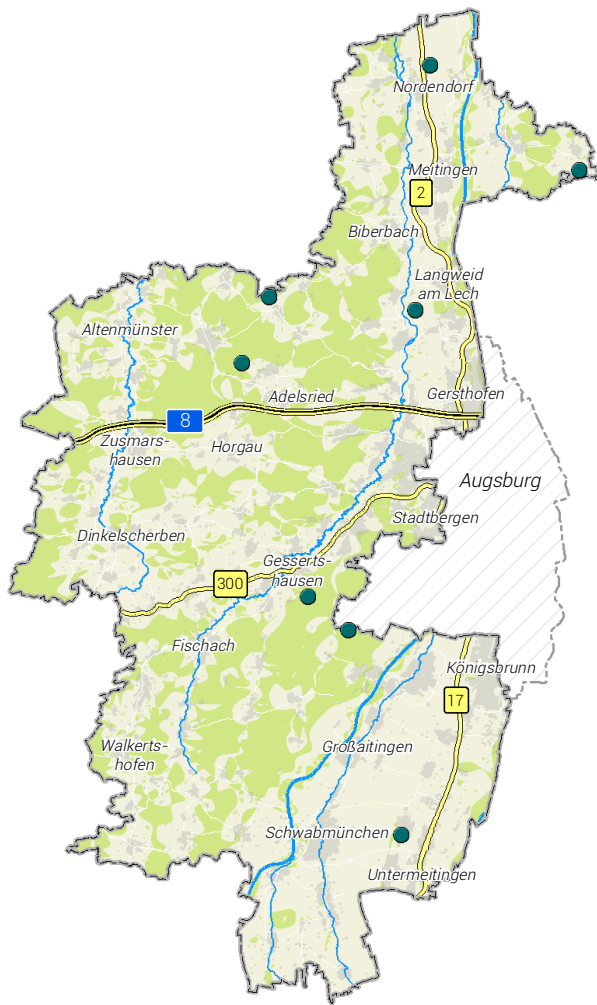 Nordendorf
Meitingen
2
Biberbach
Langweid
am Lech
Altenmünster
Adelsried
Gersthofen
8
Zusmars-
hausen
Horgau
Augsburg
Stadtbergen
Dinkelscherben
Gesserts-
hausen
300
Fischach
Königsbrunn
17
Walkerts-
hofen
Großaitingen
Schwabmünchen
Untermeitingen